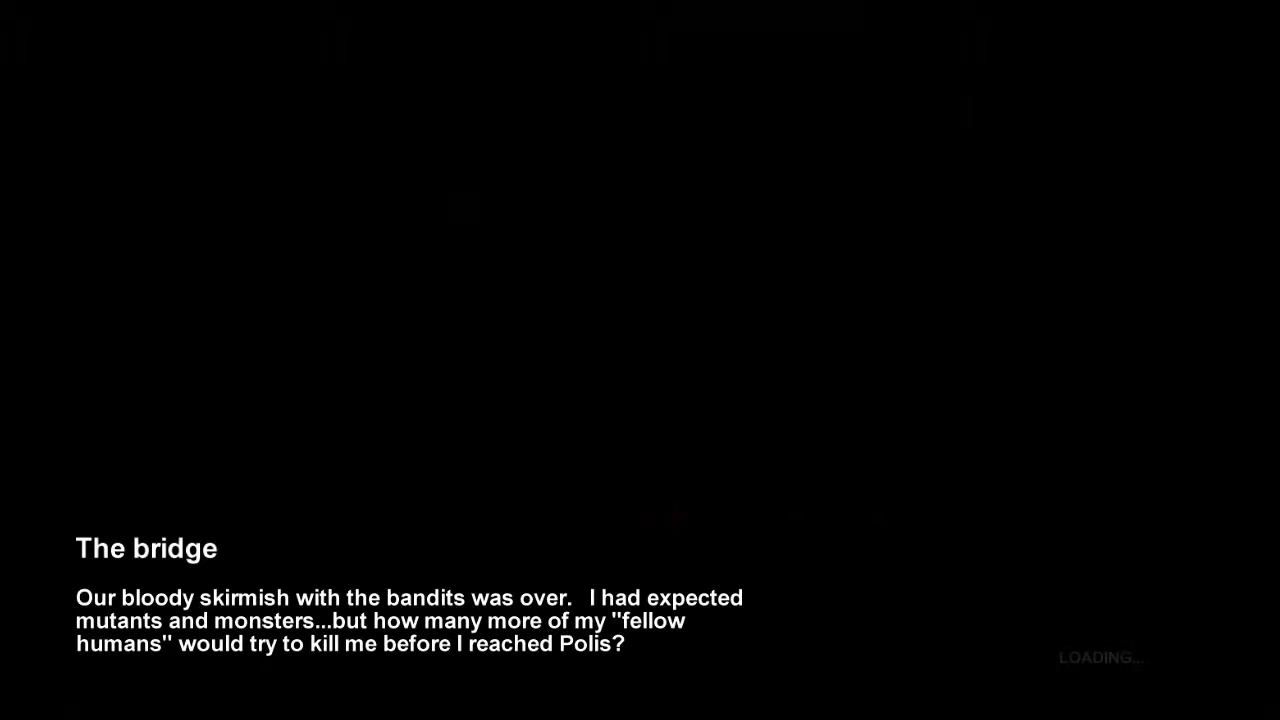 The bridge
Our bloody skirmish with the bandits was over.   I had expected
mutants and monsters...but how many more of my "fellow
humans" would try to kill me before I reached Polis?
LOADING...